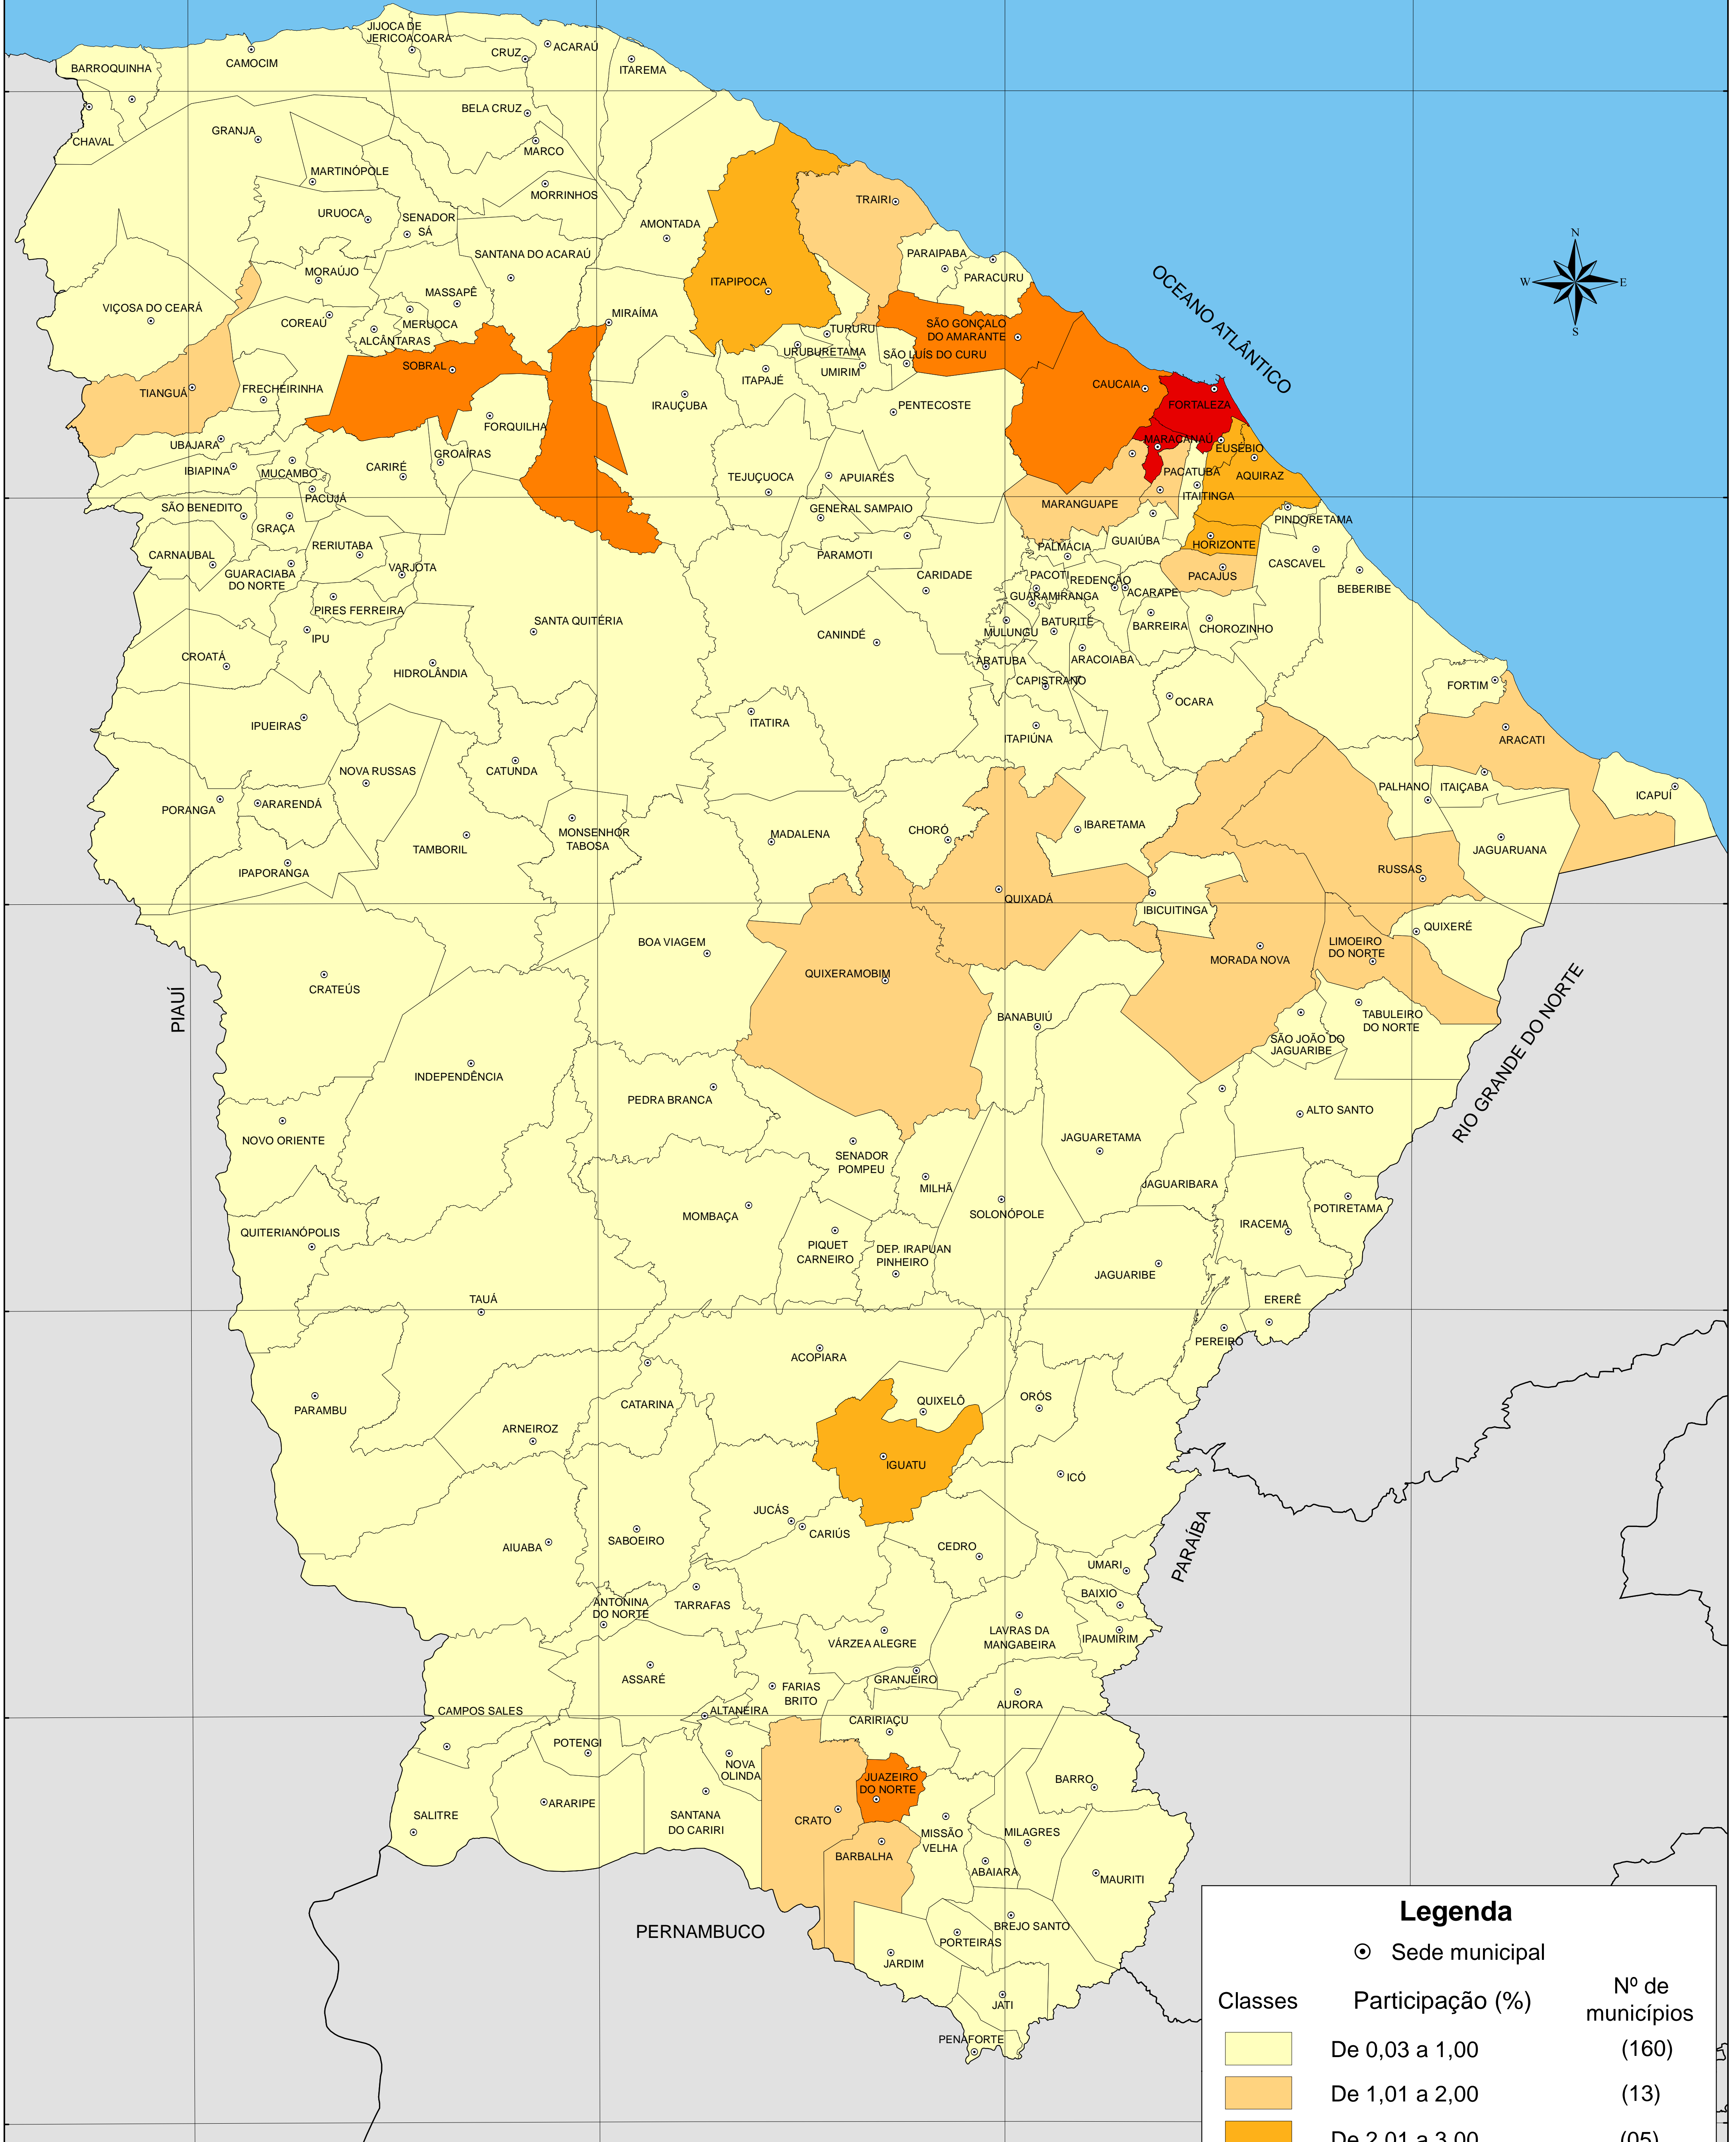 JIJOCA DE
JERICOACOARA
ACARAÚ
CRUZ
CAMOCIM
BARROQUINHA
ITAREMA
BELA CRUZ
GRANJA
CHAVAL
MARCO
MARTINÓPOLE
MORRINHOS
TRAIRI
URUOCA
SENADOR
SÁ
AMONTADA
N
W
E
S
SANTANA DO ACARAÚ
PARAIPABA
PARACURU
OCEANO ATLÂNTICO
MORAÚJO
ITAPIPOCA
MASSAPÊ
VIÇOSA DO CEARÁ
MIRAÍMA
COREAÚ
MERUOCA
SÃO GONÇALO
DO AMARANTE
TURURU
ALCÂNTARAS
URUBURETAMA
SÃO LUÍS DO CURU
SOBRAL
UMIRIM
ITAPAJÉ
CAUCAIA
TIANGUÁ
FRECHEIRINHA
IRAUÇUBA
PENTECOSTE
FORTALEZA
FORQUILHA
MARACANAÚ
UBAJARA
EUSÉBIO
GROAÍRAS
CARIRÉ
IBIAPINA
MUCAMBO
PACATUBA
TEJUÇUOCA
APUIARÉS
AQUIRAZ
ITAITINGA
PACUJÁ
MARANGUAPE
SÃO BENEDITO
GENERAL SAMPAIO
PINDORETAMA
GRAÇA
GUAIÚBA
HORIZONTE
RERIUTABA
PALMÁCIA
CARNAUBAL
PARAMOTI
CASCAVEL
VARJOTA
GUARACIABA
DO NORTE
CARIDADE
PACOTI
REDENÇÃO
PACAJUS
BEBERIBE
ACARAPE
GUARAMIRANGA
PIRES FERREIRA
SANTA QUITÉRIA
BATURITÉ
BARREIRA
CHOROZINHO
IPU
CANINDÉ
MULUNGU
CROATÁ
ARATUBA
ARACOIABA
HIDROLÂNDIA
CAPISTRANO
FORTIM
OCARA
IPUEIRAS
ITATIRA
ITAPIÚNA
ARACATI
NOVA RUSSAS
CATUNDA
PALHANO
ITAIÇABA
ICAPUÍ
PORANGA
ARARENDÁ
IBARETAMA
CHORÓ
MONSENHOR
TABOSA
MADALENA
TAMBORIL
JAGUARUANA
IPAPORANGA
RUSSAS
QUIXADÁ
IBICUITINGA
QUIXERÉ
BOA VIAGEM
LIMOEIRO
DO NORTE
MORADA NOVA
QUIXERAMOBIM
CRATEÚS
PIAUÍ
RIO GRANDE DO NORTE
BANABUIÚ
TABULEIRO
DO NORTE
SÃO JOÃO DO
JAGUARIBE
INDEPENDÊNCIA
PEDRA BRANCA
ALTO SANTO
NOVO ORIENTE
JAGUARETAMA
SENADOR
POMPEU
MILHÃ
JAGUARIBARA
POTIRETAMA
MOMBAÇA
SOLONÓPOLE
IRACEMA
QUITERIANÓPOLIS
PIQUET
CARNEIRO
DEP. IRAPUAN
PINHEIRO
JAGUARIBE
TAUÁ
ERERÊ
PEREIRO
ACOPIARA
ORÓS
QUIXELÔ
CATARINA
PARAMBU
ARNEIROZ
IGUATU
ICÓ
JUCÁS
CARIÚS
PARAÍBA
SABOEIRO
AIUABA
CEDRO
UMARI
BAIXIO
ANTONINA
DO NORTE
TARRAFAS
LAVRAS DA
MANGABEIRA
IPAUMIRIM
VÁRZEA ALEGRE
ASSARÉ
GRANJEIRO
FARIAS
BRITO
AURORA
CAMPOS SALES
ALTANEIRA
CARIRIAÇU
POTENGI
NOVA
OLINDA
JUAZEIRO
DO NORTE
BARRO
ARARIPE
SALITRE
SANTANA
DO CARIRI
CRATO
MISSÃO
VELHA
MILAGRES
BARBALHA
ABAIARA
MAURITI
BREJO SANTO
PERNAMBUCO
PORTEIRAS
JARDIM
JATI
PENAFORTE
Legenda
Sede municipal
Classes
Participação (%)
Nº de
municípios
De 0,03 a 1,00
(160)
De 1,01 a 2,00
(13)
De 2,01 a 3,00
(05)